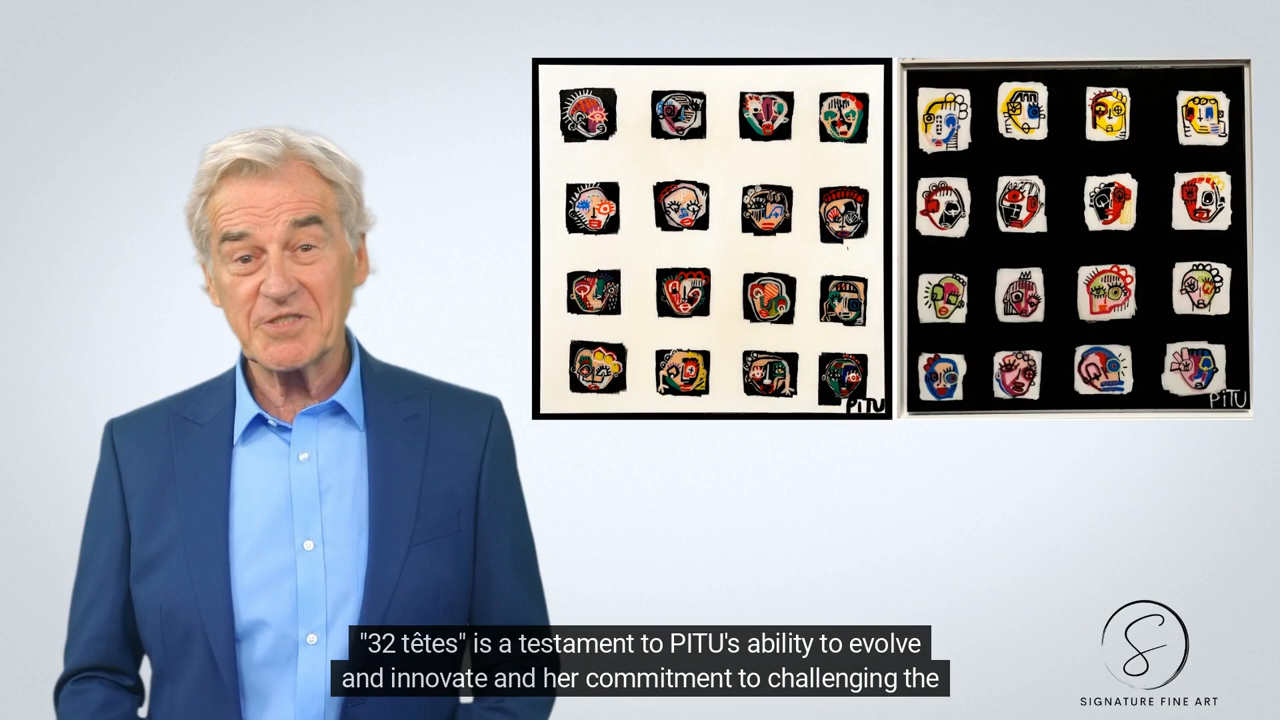 PiTU
PiTU
"32 têtes" is a testament to PITU's ability to evolve
and innovate and her commitment to challenging the
S
SIGNATURE FINE ART